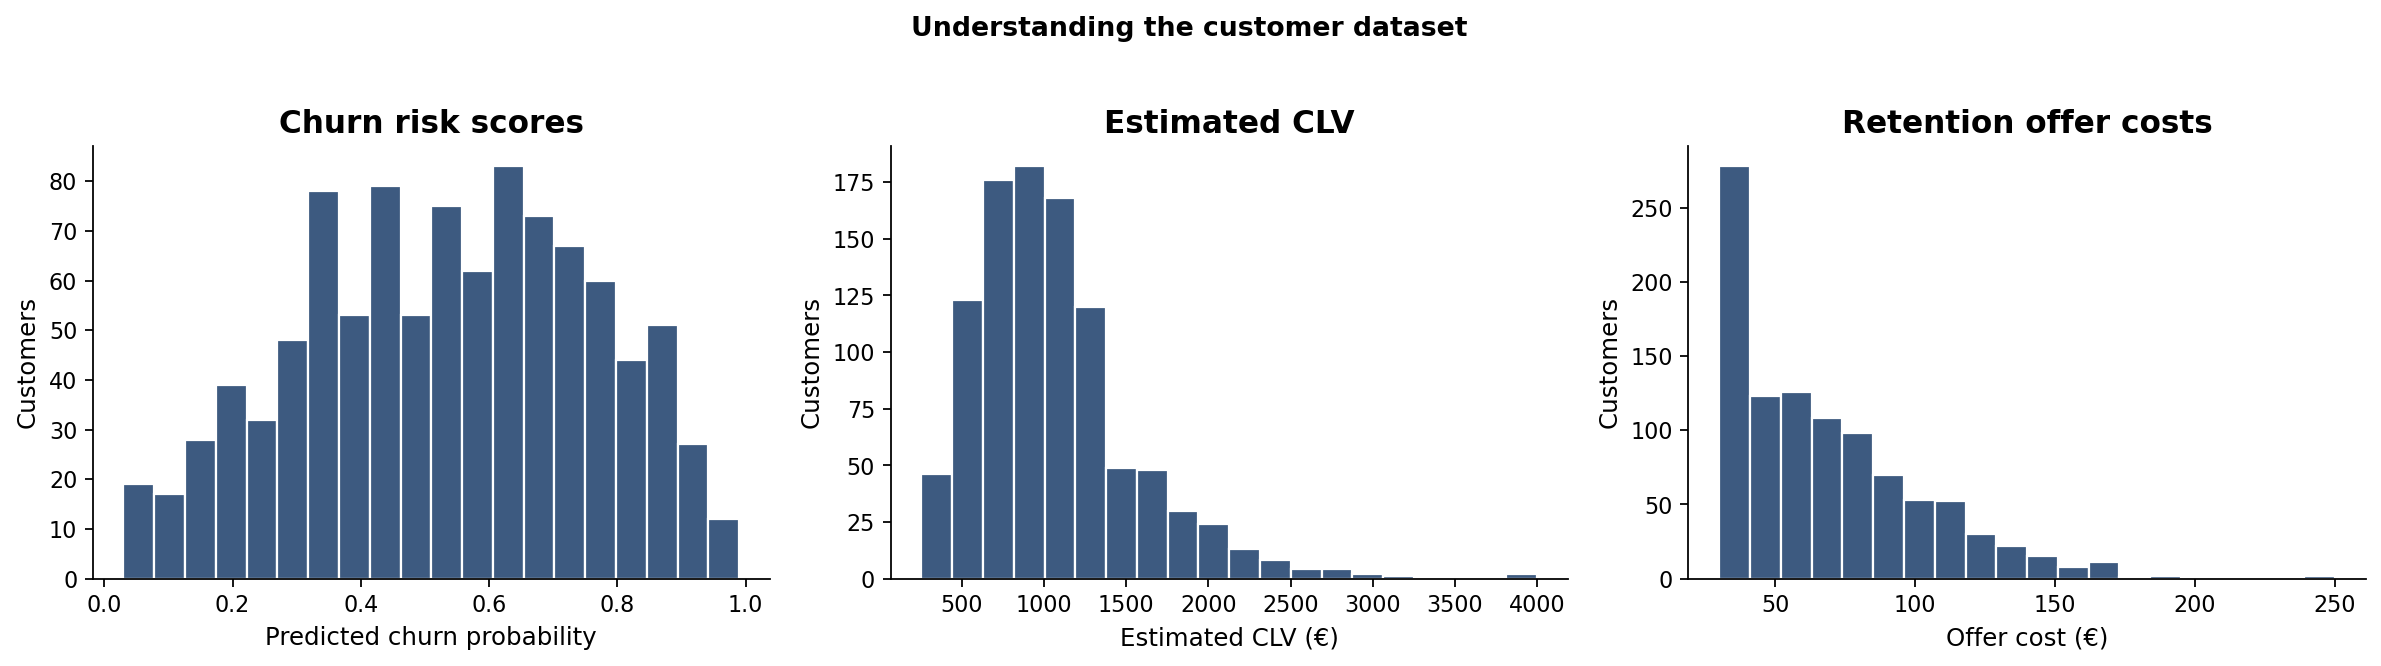 Understanding the customer dataset
Churn risk scores
Customers
80
70
60
50
40
30
20
10
0
0.0 0.2 0.4 0.6 0.8 1.0
Predicted churn probability
Estimated CLV
Customers
175
150
125
100
75
50
25
0
500 1000 1500 2000 2500 3000 3500 4000
Estimated CLV (€)
Retention offer costs
Customers
250
200
150
100
50
0
50 100 150 200 250
Offer cost (€)